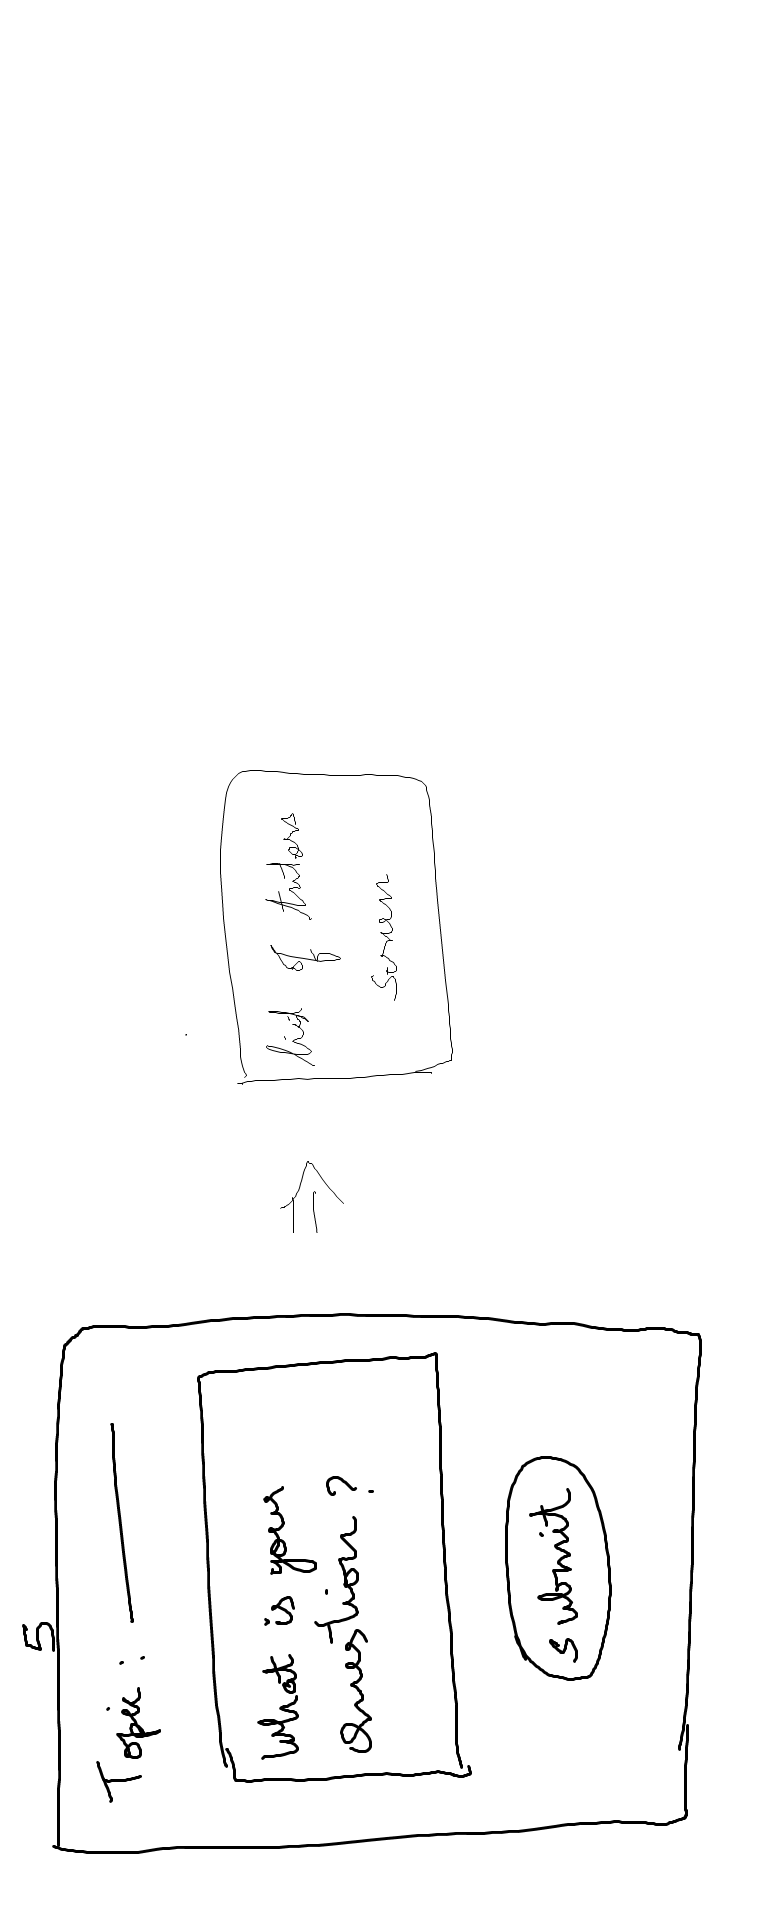 5
Topic :
What is your
Question ?
Submit
list of tutors
screen